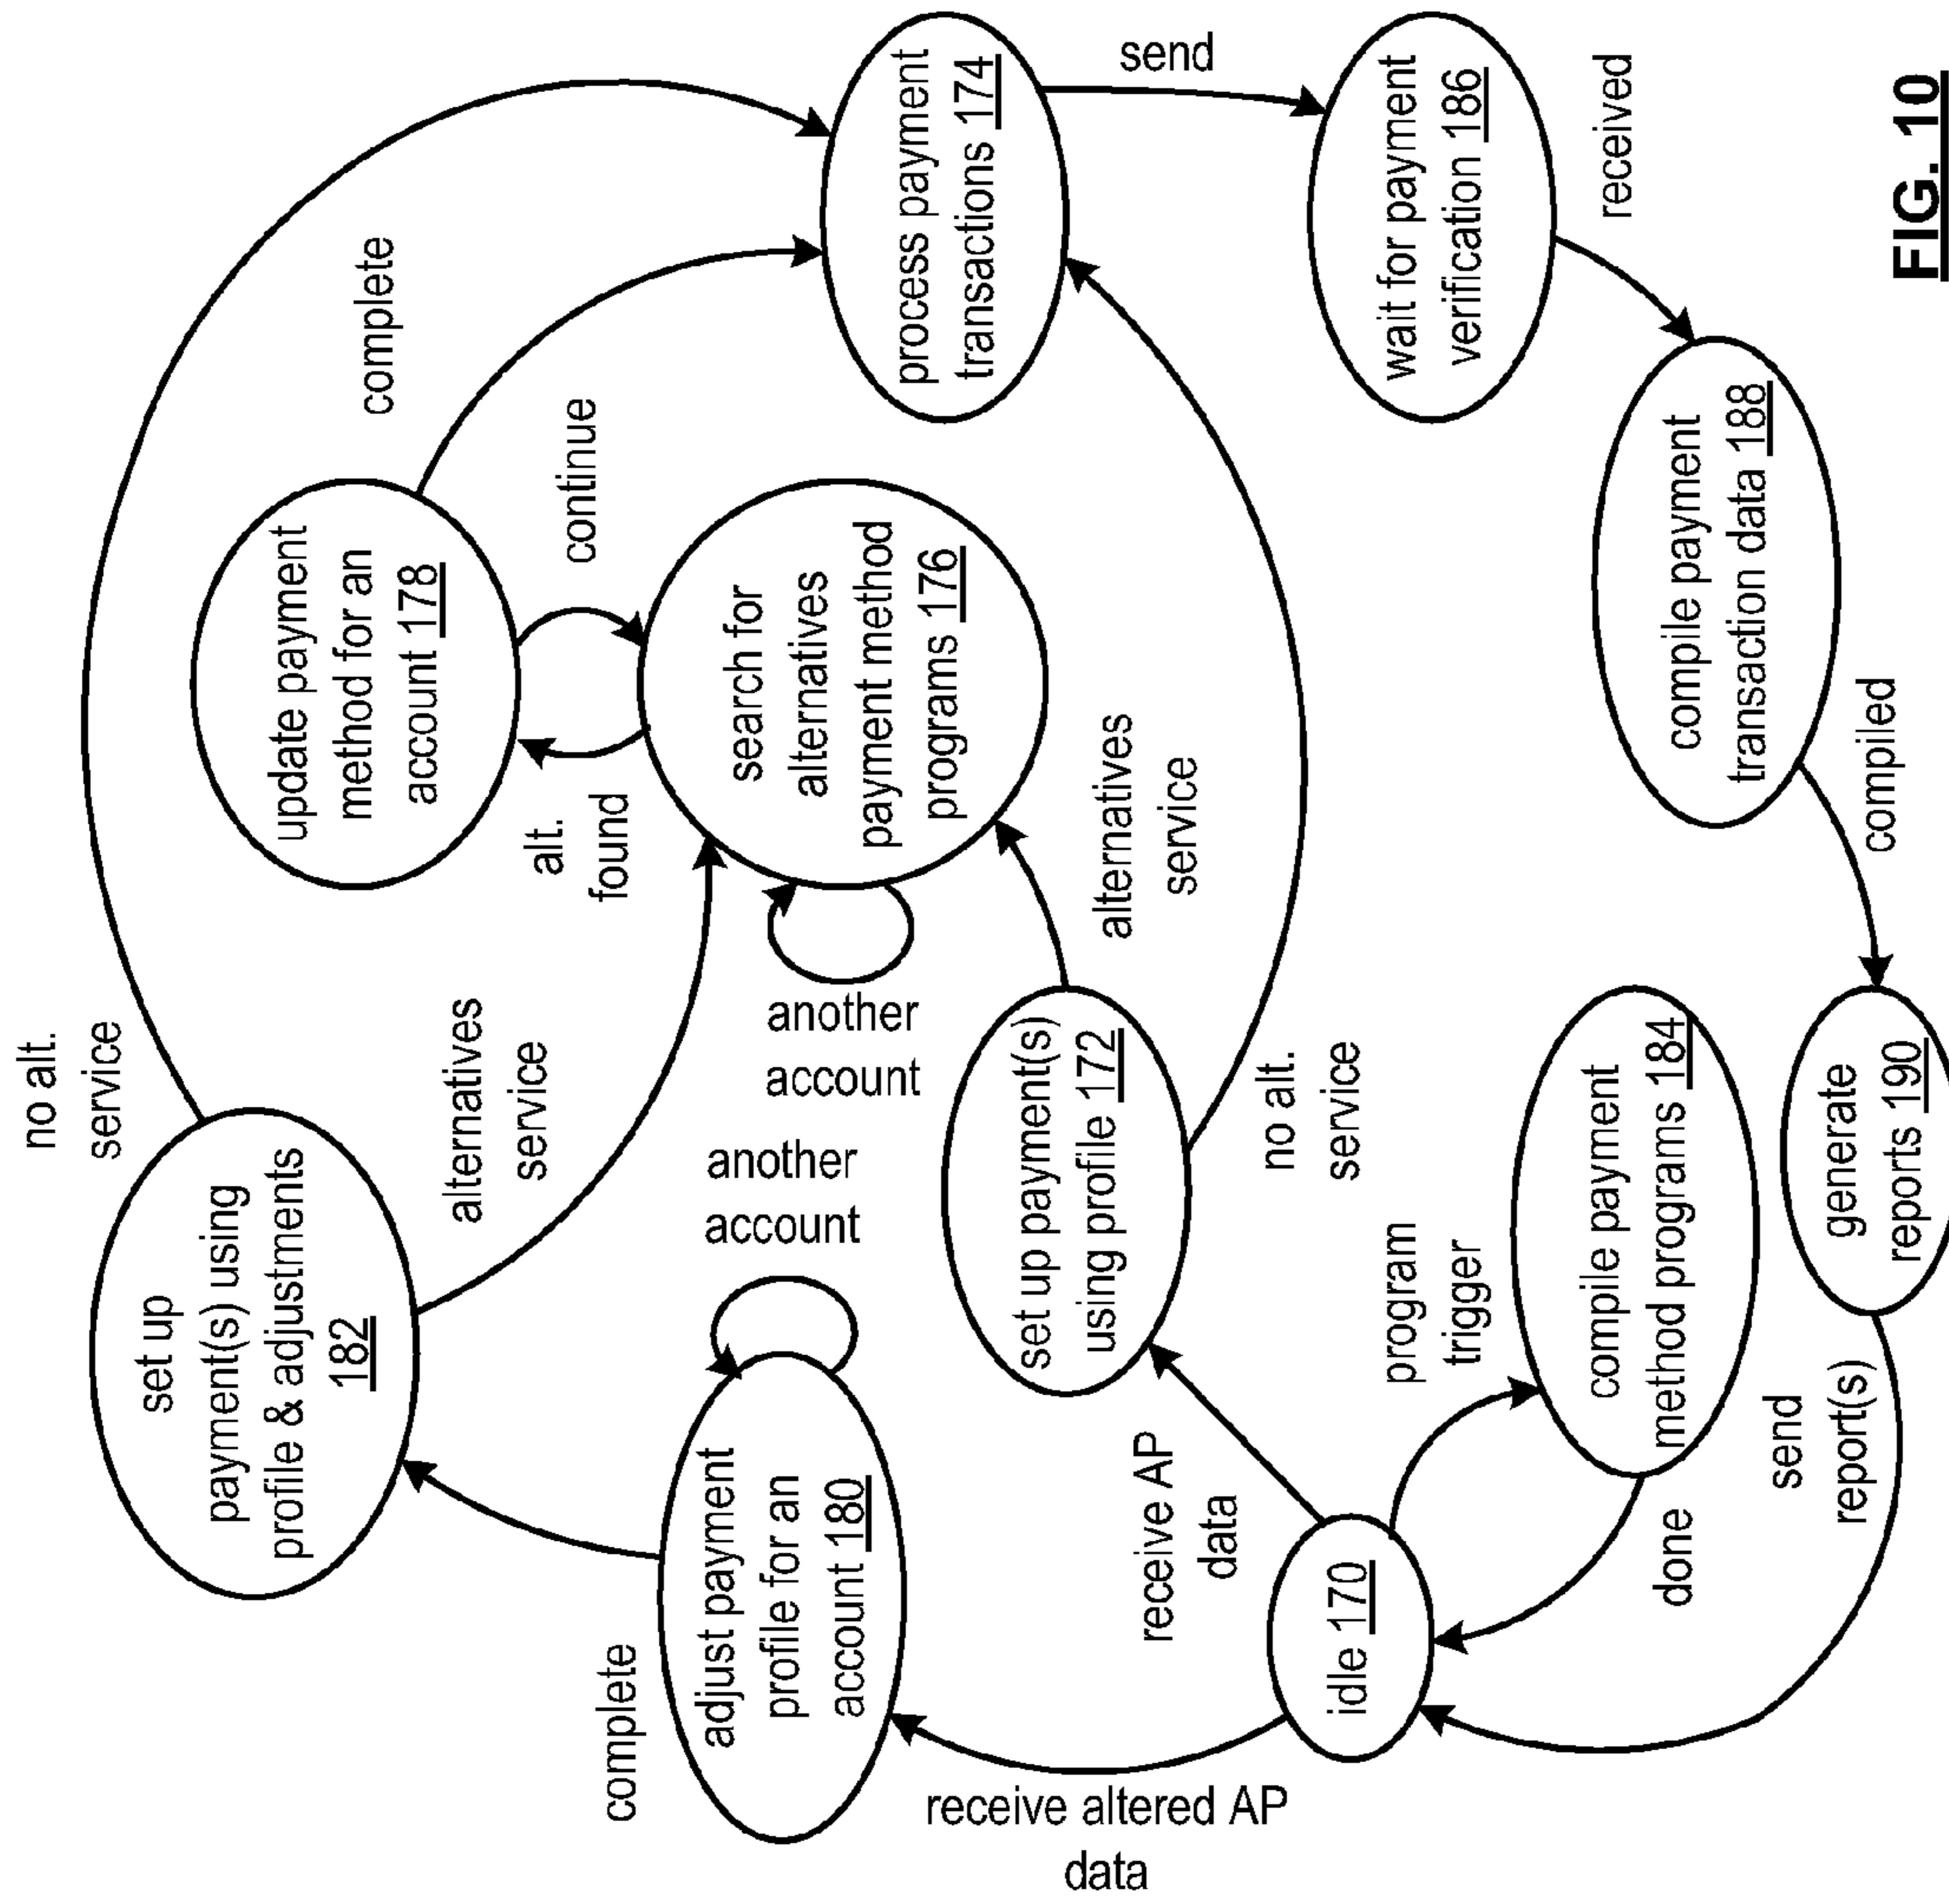 no alt.
service
set up
payment(s) using
profile & adjustments
182
alternatives
service
complete
adjust payment
profile for an
account 180
another
account
another
account
update payment
method for an
account 178
complete
continue
alt.
found
search for
alternatives
payment method
programs 176
process payment
transactions 174
send
wait for payment
verification 186
received
alternatives
service
set up payment(s)
using profile 172
no alt.
service
receive AP
data
idle 170
receive altered AP
data
program
trigger
compile payment
method programs 184
done
compile payment
transaction data 188
compiled
generate
reports 190
send
report(s)
FIG. 10